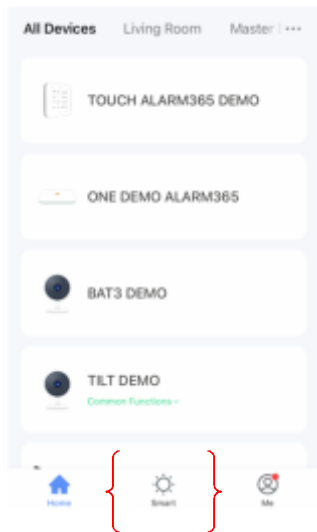 All Devices Living Room Master ···
TOUCH ALARM365 DEMO
ONE DEMO ALARM365
BAT3 DEMO
TILT DEMO
Common Functions
Home Smart Me